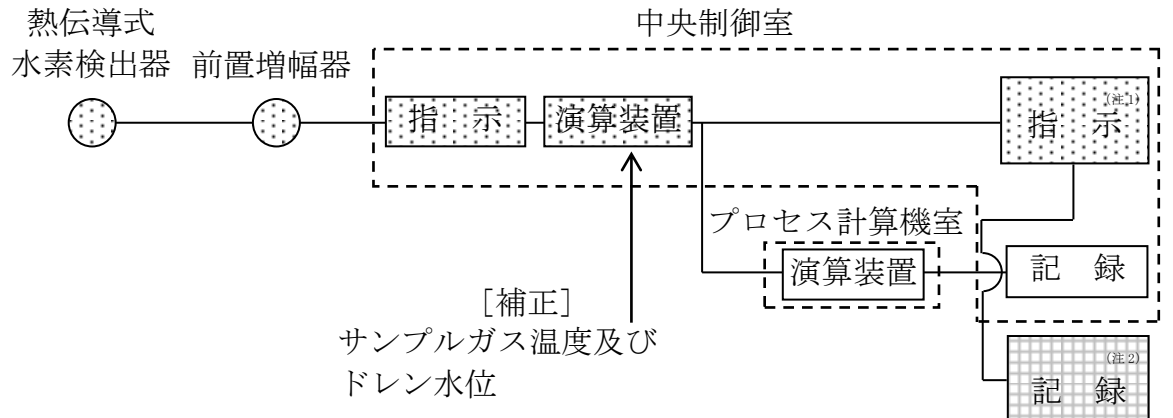 熱伝導式
水素検出器
前置増幅器
中央制御室
指 示
演算装置
(注1)
指 示
プロセス計算機室
演算装置
記 録
[補正]
サンプルガス温度及び
ドレン水位
(注2)
記 録